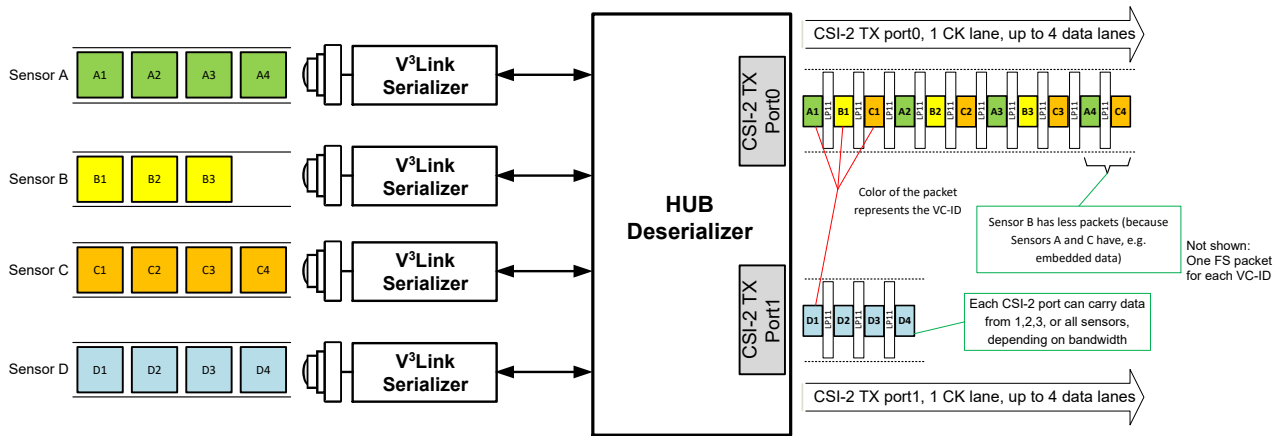 CSI-2 TX port0, 1 CK lane, up to 4 data lanes
Sensor A
A1 A2 A3 A4
V³Link
Serializer
CSI-2 TX
Port0
A1 LP11 B1 LP11 C1 LP11 A2 LP11 B2 LP11 C2 LP11 A3 LP11 B3 LP11 C3 LP11 A4 LP11 C4
Sensor B
B1 B2 B3
V³Link
Serializer
Color of the packet
represents the VC-ID
HUB
Deserializer
Sensor B has less packets (because
Sensors A and C have, e.g.
embedded data)
Not shown:
One FS packet
for each VC-ID
Sensor C
C1 C2 C3 C4
V³Link
Serializer
CSI-2 TX
Port1
D1 LP11 D2 LP11 D3 LP11 D4
Each CSI-2 port can carry data
from 1,2,3, or all sensors,
depending on bandwidth
Sensor D
D1 D2 D3 D4
V³Link
Serializer
CSI-2 TX port1, 1 CK lane, up to 4 data lanes